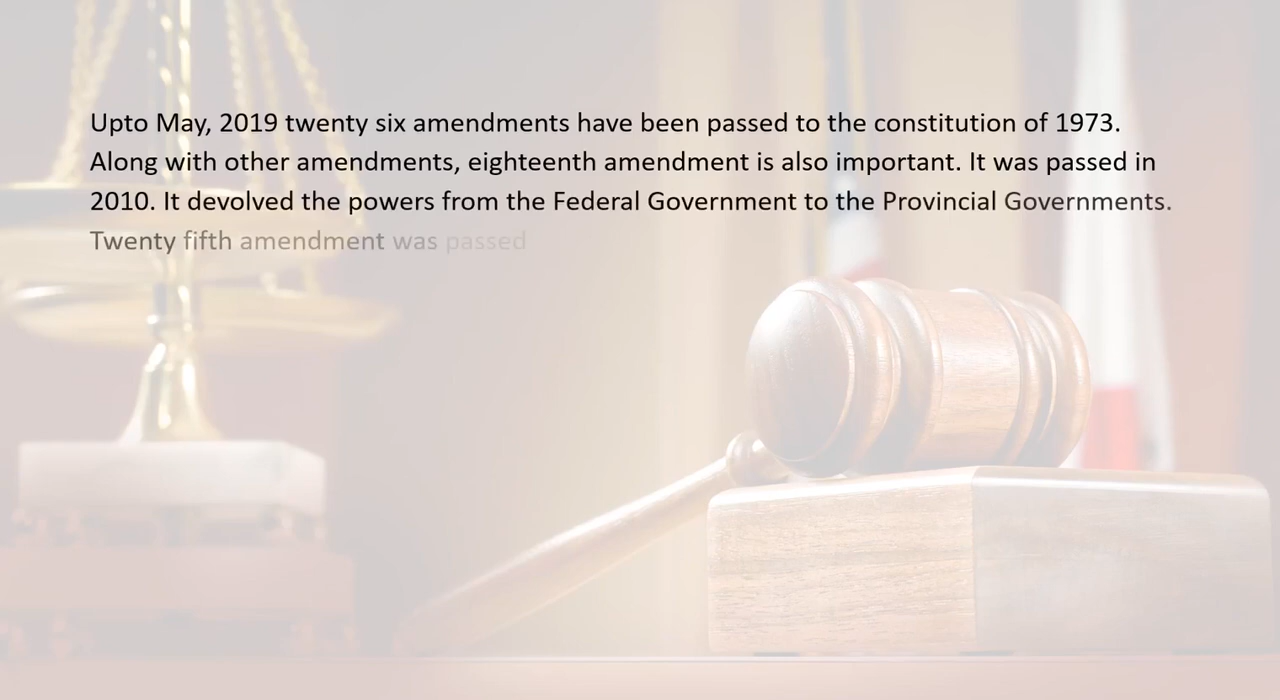 Upto May, 2019 twenty six amendments have been passed to the constitution of 1973.
Along with other amendments, eighteenth amendment is also important. It was passed in
2010. It devolved the powers from the Federal Government to the Provincial Governments.
Twenty fifth amendment was passed